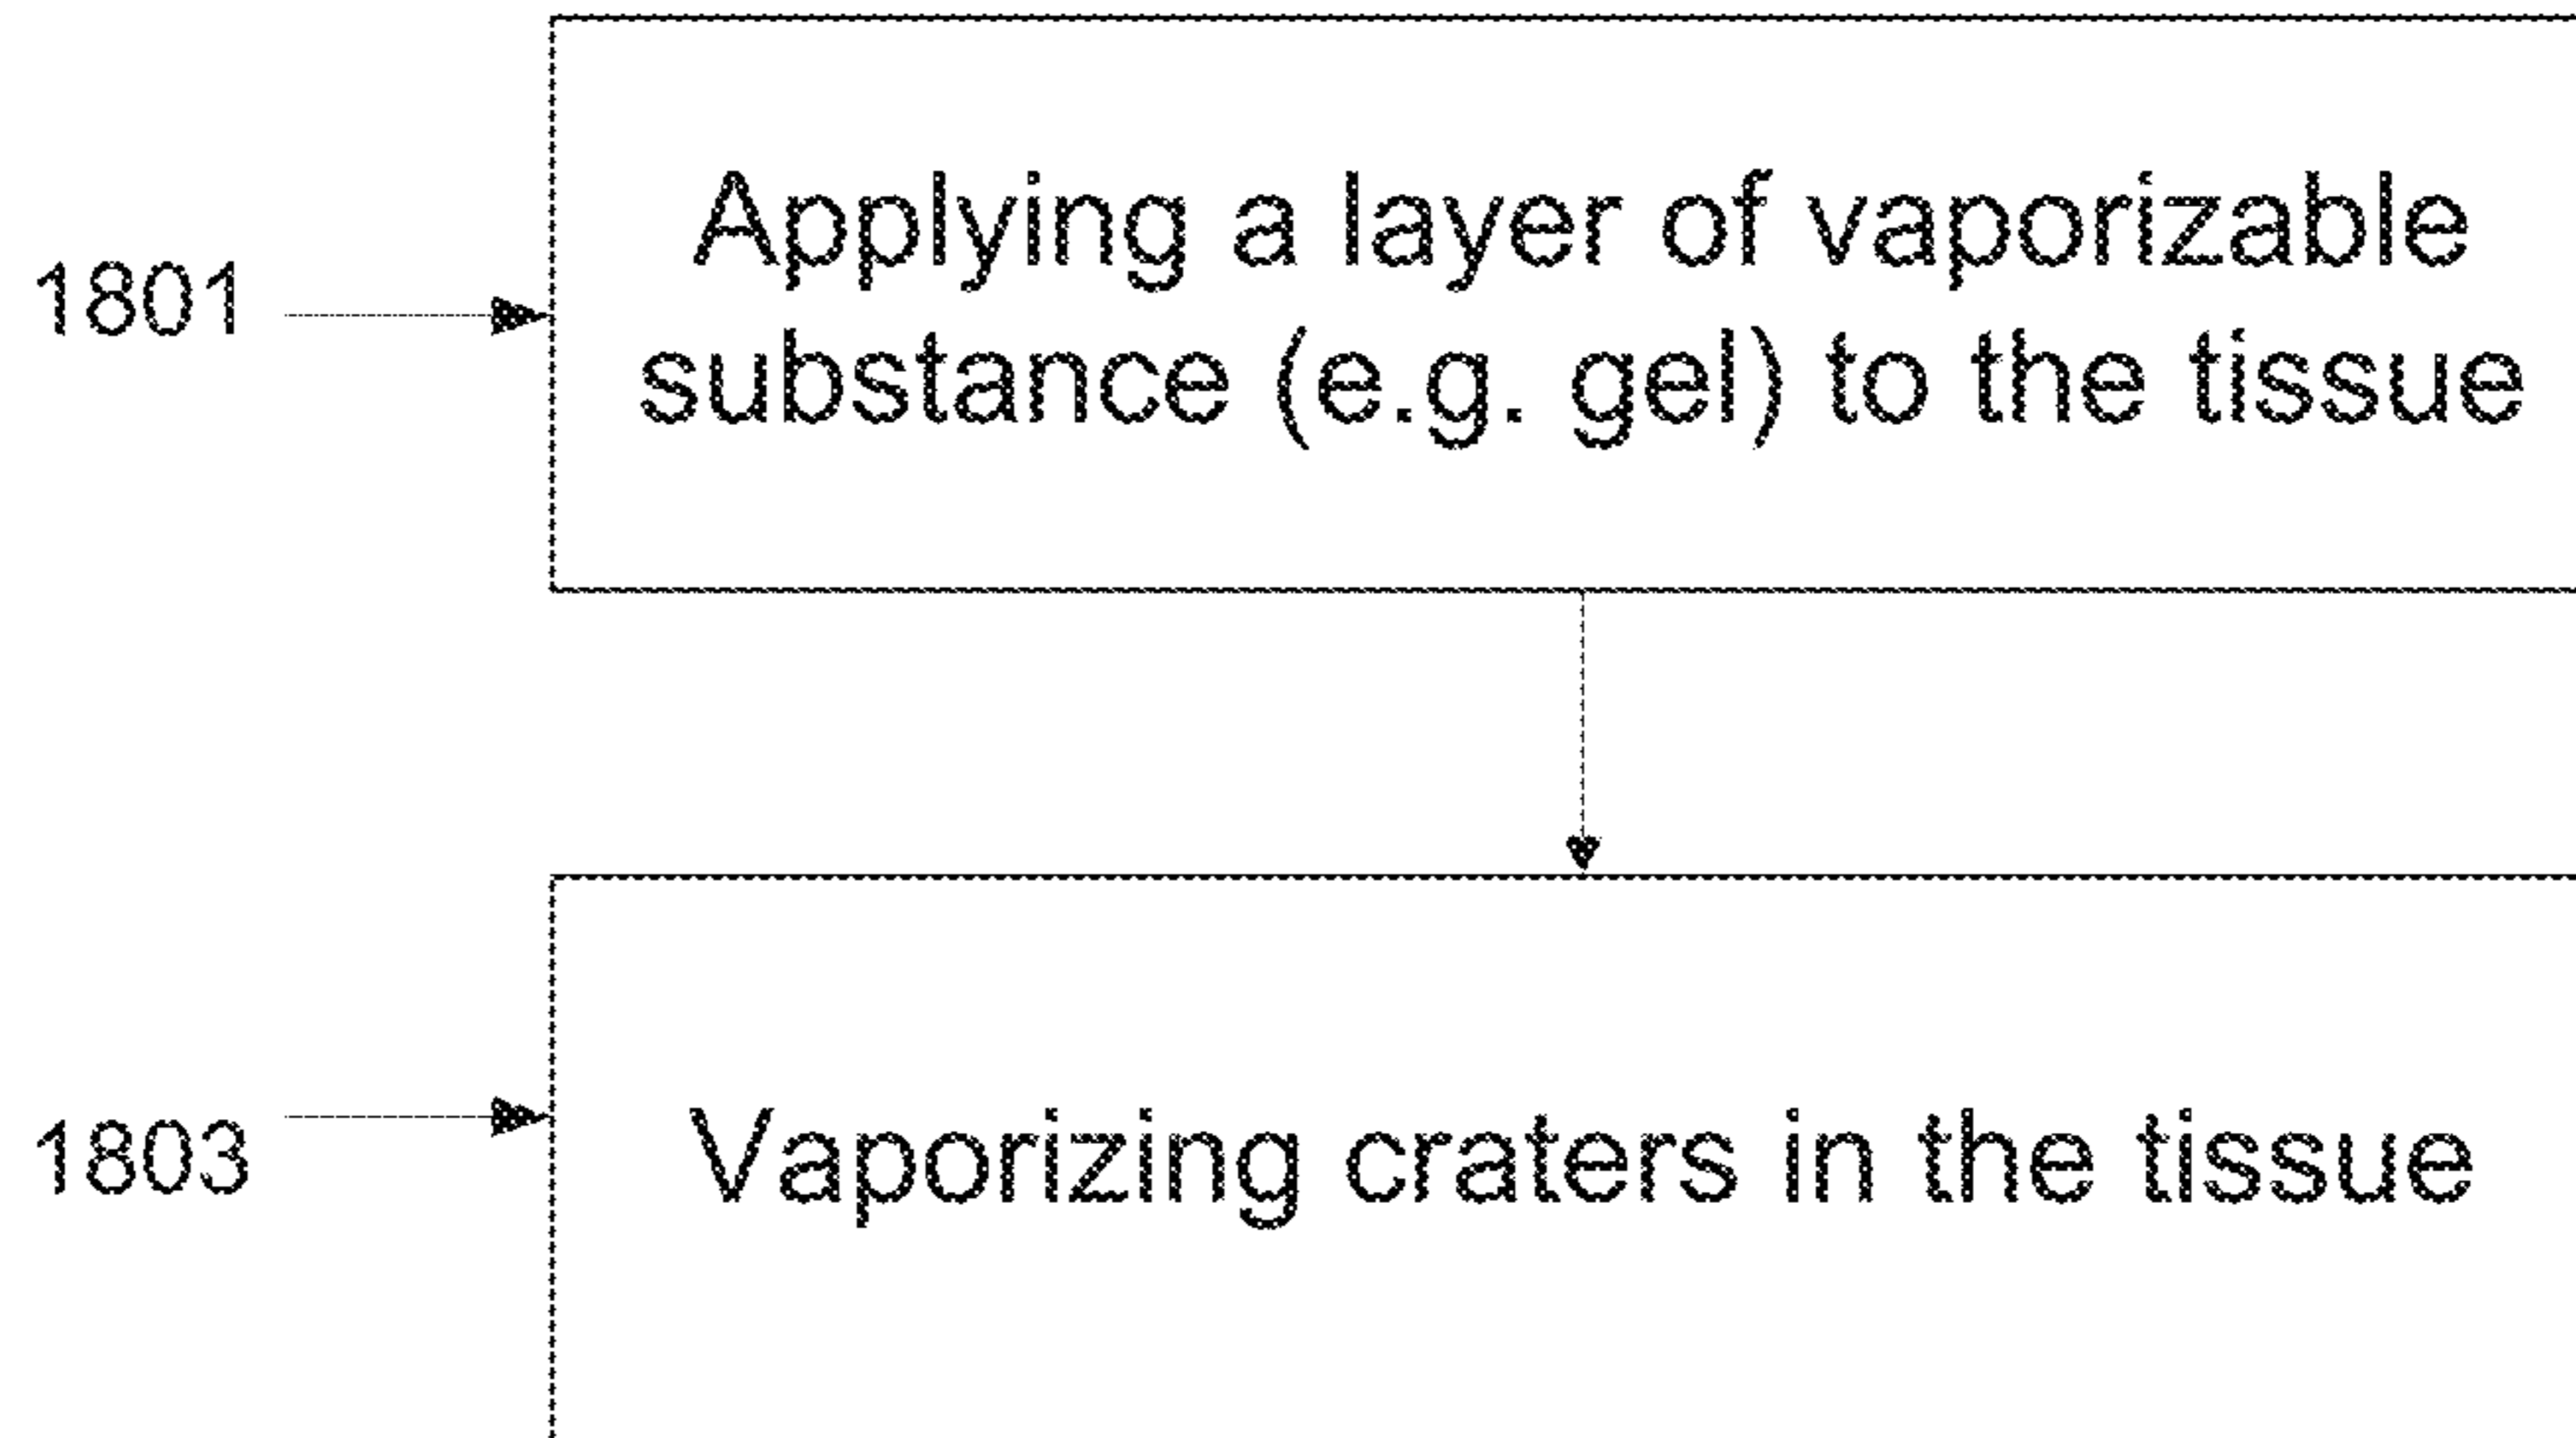 1801
Applying a layer of vaporizable
substance (e.g. gel) to the tissue
1803
Vaporizing craters in the tissue